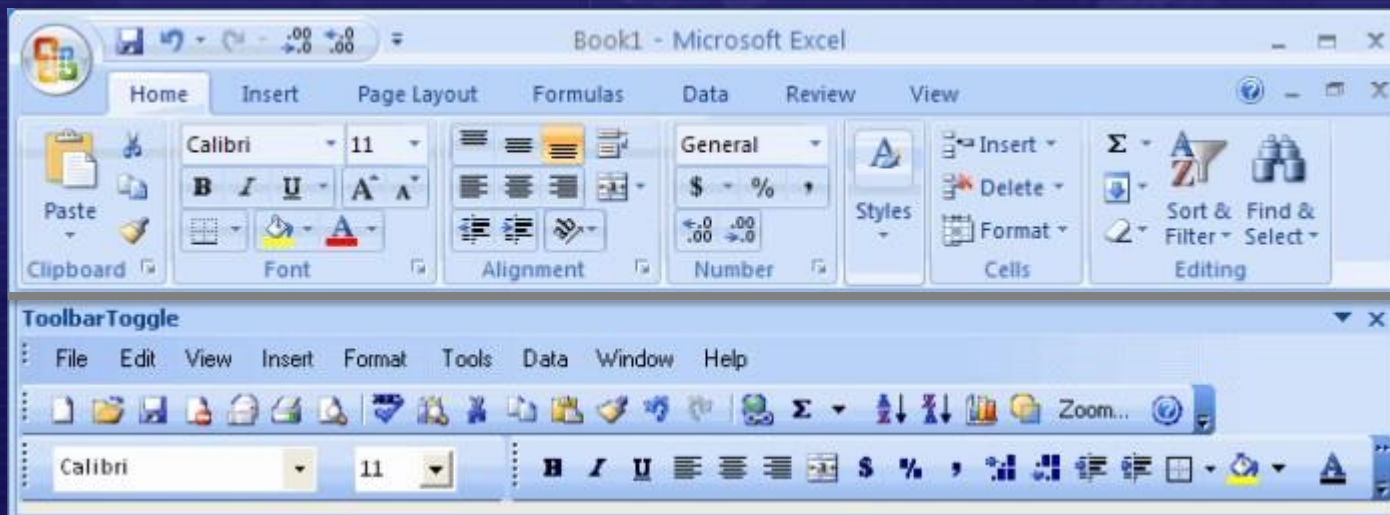 Book1 - Microsoft Excel
Home Insert Page Layout Formulas Data Review View
Calibri 11 General Insert Σ
B I U A A $ % , Delete
Paste Styles Sort & Find &
A Format Filter Select
Clipboard Font Alignment Number Cells Editing
ToolbarToggle
File Edit View Insert Format Tools Data Window Help
Σ Zoom...
Calibri 11 B I U $ % , A